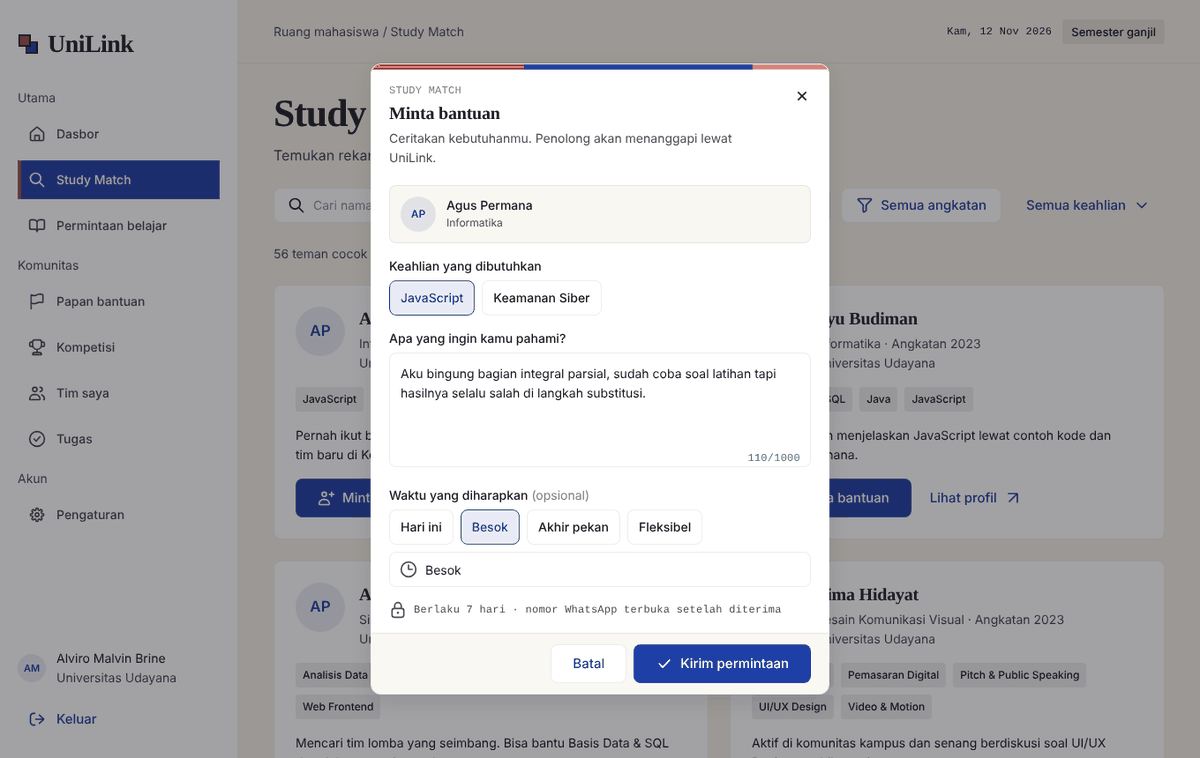 UniLink
Utama
Dasbor
Study Match
Permintaan belajar
Komunitas
Papan bantuan
Kompetisi
Tim saya
Tugas
Akun
Pengaturan
AM
Alviro Malvin Brine
Universitas Udayana
Keluar
Ruang mahasiswa / Study Match
Kam, 12 Nov 2026
Semester ganjil
Study
Temukan
Cari nama
Semua angkatan
Semua keahlian
56 teman cocok
STUDY MATCH
Minta bantuan
Ceritakan kebutuhanmu. Penolong akan menanggapi lewat
UniLink.
AP
Agus Permana
Informatika
Keahlian yang dibutuhkan
JavaScript
Keamanan Siber
Apa yang ingin kamu pahami?
Aku bingung bagian integral parsial, sudah coba soal latihan tapi
hasilnya selalu salah di langkah substitusi.
110/1000
Waktu yang diharapkan (opsional)
Hari ini
Besok
Akhir pekan
Fleksibel
Besok
Berlaku 7 hari · nomor WhatsApp terbuka setelah diterima
Batal
Kirim permintaan
AP
JavaScript
Pernah ikut
tim baru di
Budiman
· Angkatan 2023
Udayana
Java
JavaScript
menjelaskan JavaScript lewat contoh kode dan
bantuan
Lihat profil
AP
Analisis Data
Web Frontend
Mencari tim lomba yang seimbang. Bisa bantu Basis Data & SQL
Hidayat
Komunikasi Visual · Angkatan 2023
Udayana
Pemasaran Digital
Pitch & Public Speaking
UI/UX Design
Video & Motion
Aktif di komunitas kampus dan senang berdiskusi soal UI/UX